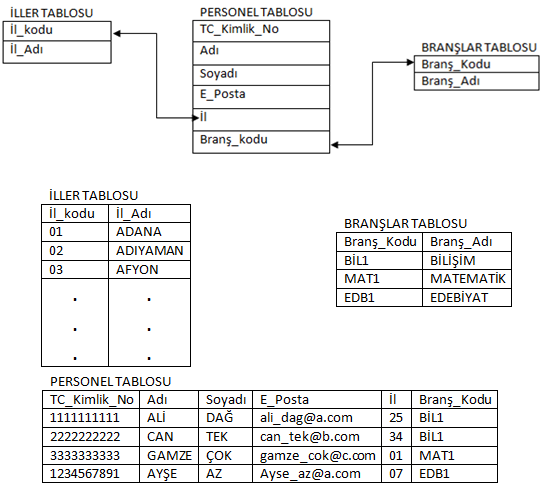 İLLER TABLOSU
İl_kodu
İl_Adı
PERSONEL TABLOSU
TC_Kimlik_No
Adı
Soyadı
E_Posta
İl
Branş_kodu
BRANŞLAR TABLOSU
Branş_Kodu
Branş_Adı
İLLER TABLOSU
İl_kodu İl_Adı
01 ADANA
02 ADIYAMAN
03 AFYON
. .
. .
. .
BRANŞLAR TABLOSU
Branş_Kodu Branş_Adı
BİL1 BİLİŞİM
MAT1 MATEMATİK
EDB1 EDEBİYAT
PERSONEL TABLOSU
TC_Kimlik_No Adı Soyadı E_Posta İl Branş_Kodu
1111111111 ALİ DAĞ ali_dag@a.com 25 BİL1
2222222222 CAN TEK can_tek@b.com 34 BİL1
3333333333 GAMZE ÇOK gamze_cok@c.com 01 MAT1
1234567891 AYŞE AZ Ayse_az@a.com 07 EDB1